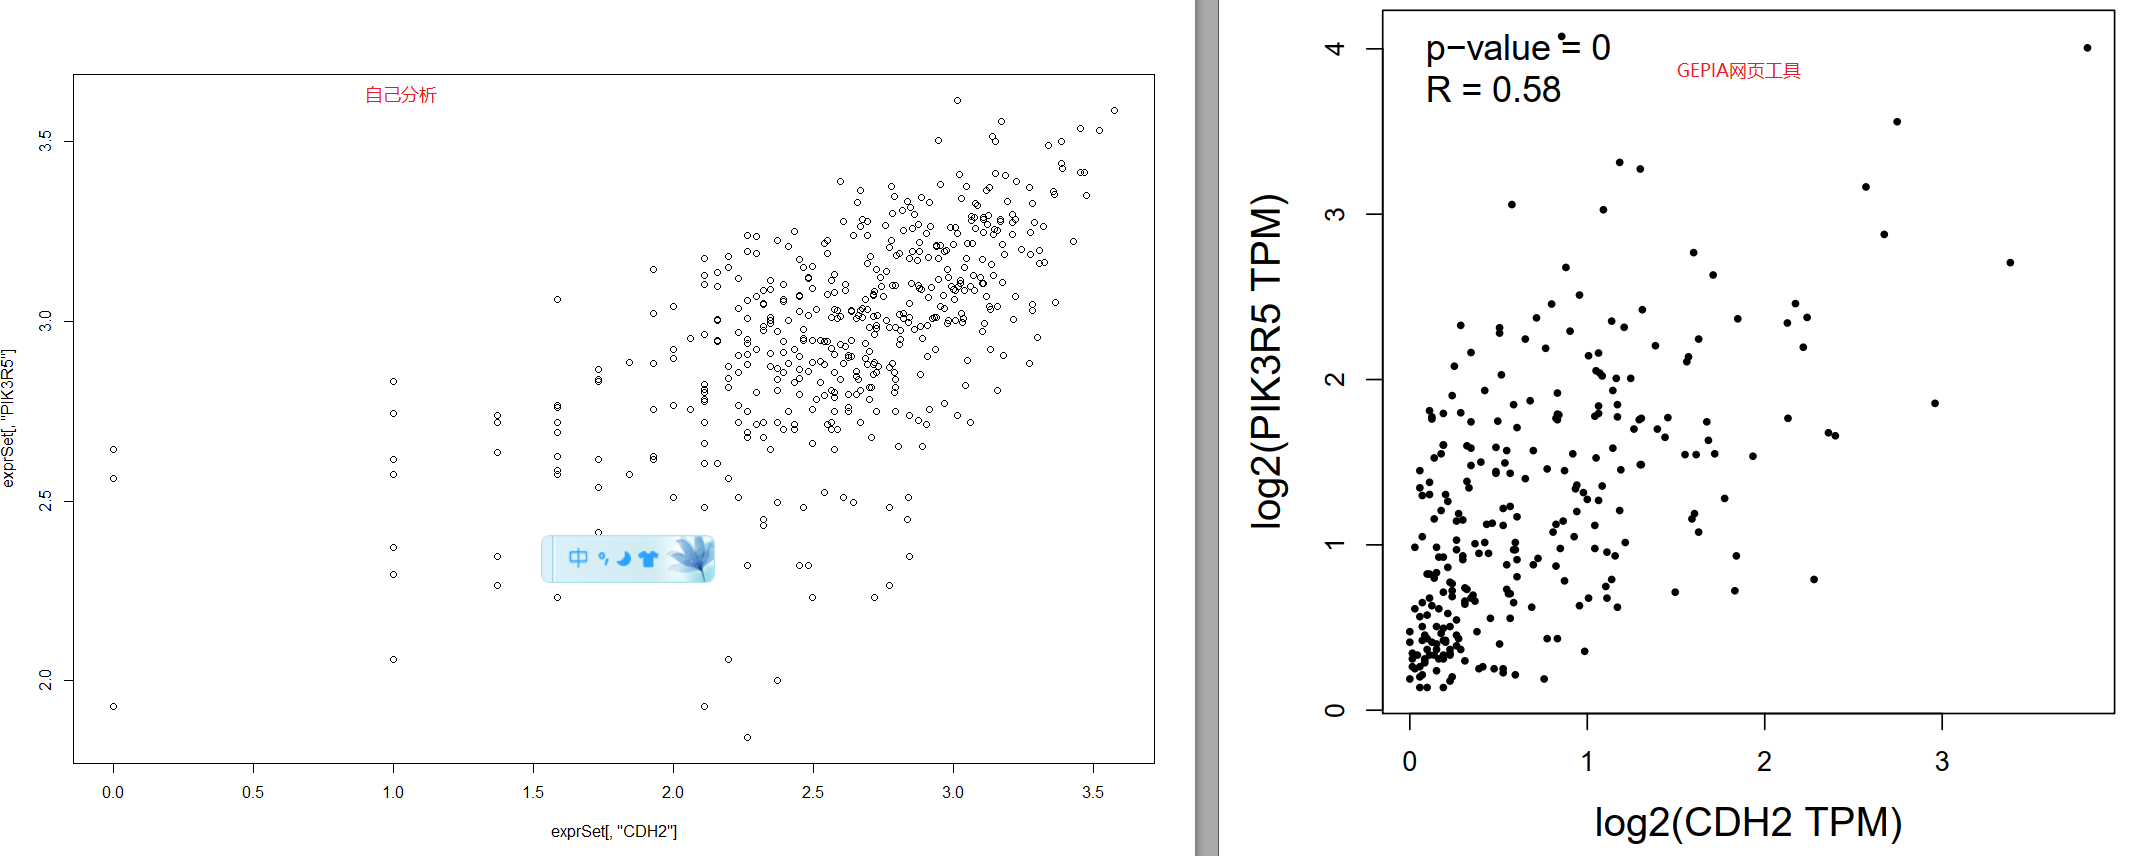 自己分析
3.5
3.0
2.5
2.0
exprSet[, "PIK3R5"]
0.0 0.5 1.0 1.5 2.0 2.5 3.0 3.5
exprSet[, "CDH2"]
中
p−value = 0
R = 0.58
GEPIA网页工具
4
3
2
1
0
log2(PIK3R5 TPM)
0 1 2 3
log2(CDH2 TPM)